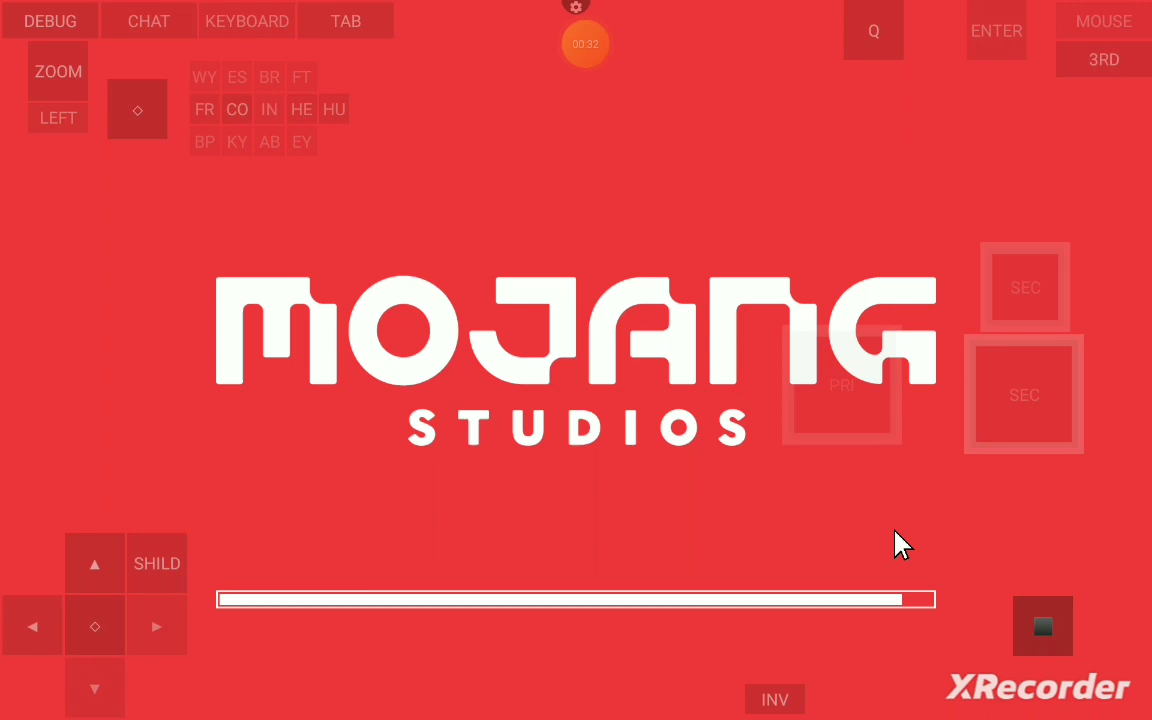 DEBUG CHAT KEYBOARD TAB
00:32
Q
ENTER
MOUSE
3RD
ZOOM
LEFT
WY ES BR FT
FR CO IN HE HU
BP KY AB EY
MOJANG
STUDIOS
SEC
PRI
SEC
SHILD
INV
XRecorder